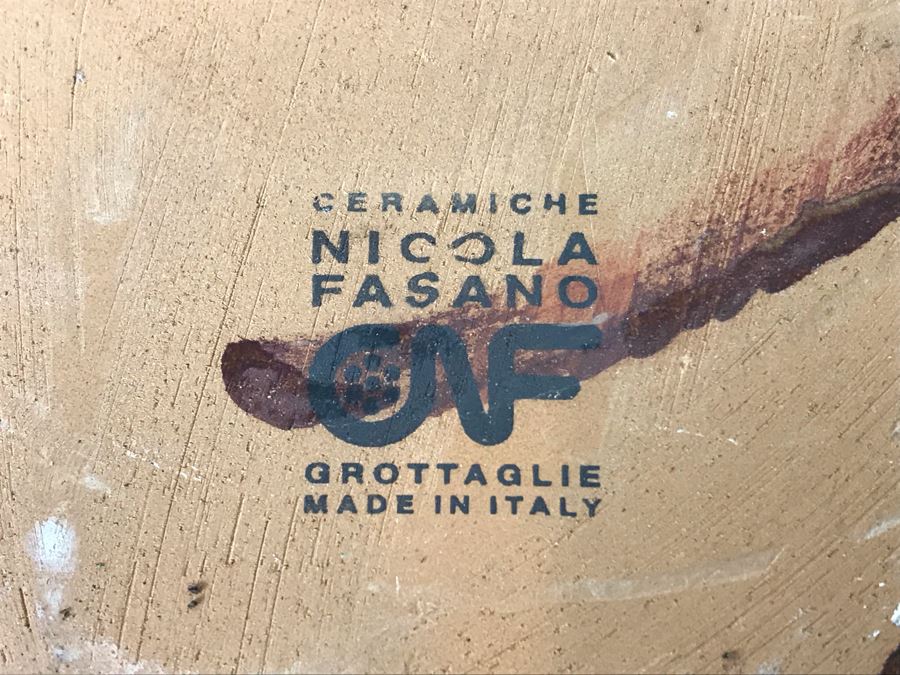 CERAMICHE
NICOLA
FASANO
CNF
GROTTAGLIE
MADE IN ITALY